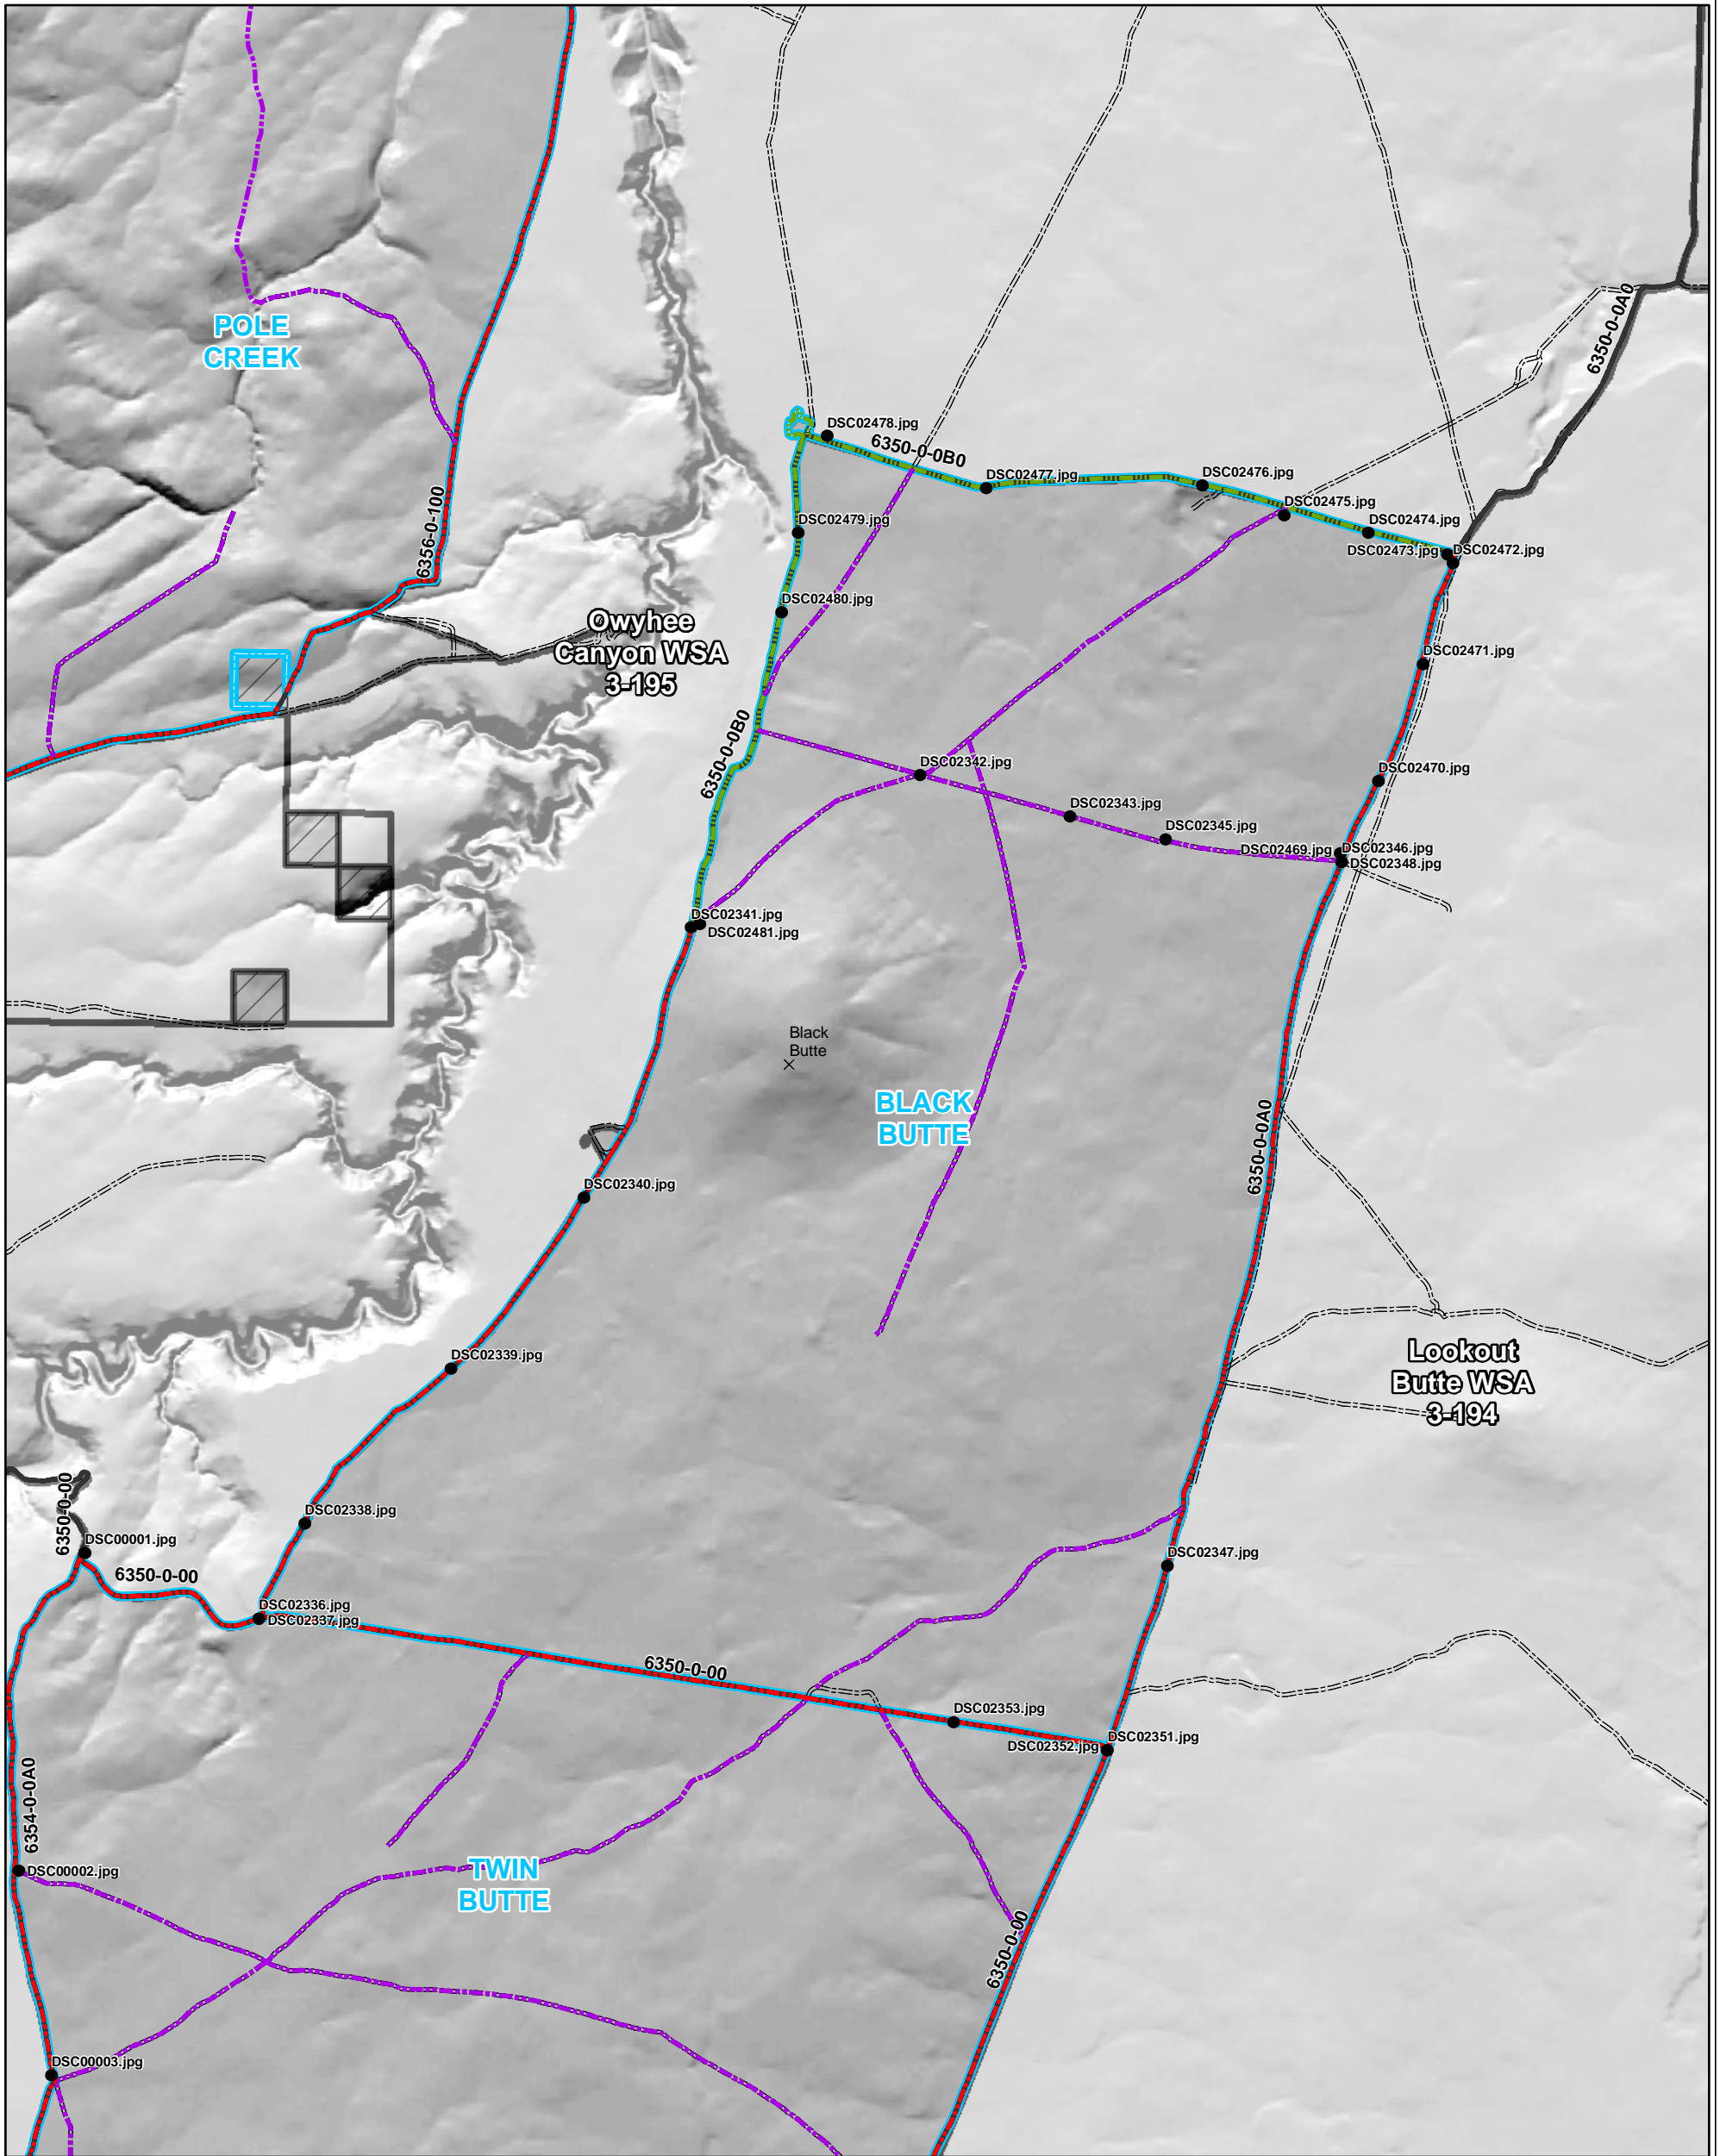 POLE
CREEK
6356-0-100
6350-0-0A0
DSC02478.jpg
6350-0-0B0
DSC02477.jpg
DSC02476.jpg
DSC02475.jpg
DSC02474.jpg
DSC02473.jpg
DSC02472.jpg
DSC02479.jpg
DSC02480.jpg
Owyhee
Canyon WSA
3-195
DSC02471.jpg
6350-0-0B0
DSC02342.jpg
DSC02470.jpg
DSC02343.jpg
DSC02345.jpg
DSC02469.jpg
DSC02346.jpg
DSC02348.jpg
DSC02341.jpg
DSC02481.jpg
Black
Butte
BLACK
BUTTE
6350-0-0A0
DSC02340.jpg
DSC02339.jpg
Lookout
Butte WSA
3-194
DSC02338.jpg
6350-0-00
DSC00001.jpg
DSC02347.jpg
6350-0-00
DSC02336.jpg
DSC02337.jpg
6350-0-00
DSC02353.jpg
DSC02351.jpg
DSC02352.jpg
6354-0-0A0
DSC00002.jpg
TWIN
BUTTE
6350-0-00
DSC00003.jpg